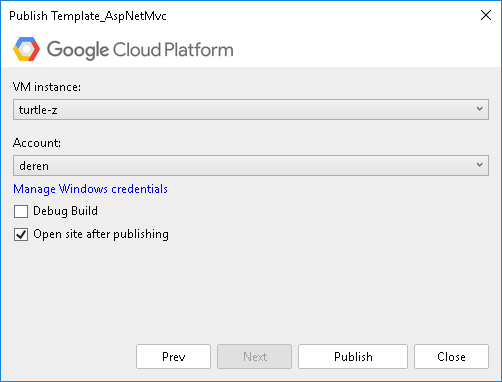 Publish Template_AspNetMvc
Google Cloud Platform
VM instance:
turtle-z
Account:
deren
Manage Windows credentials
Debug Build
Open site after publishing
Prev Next Publish Close